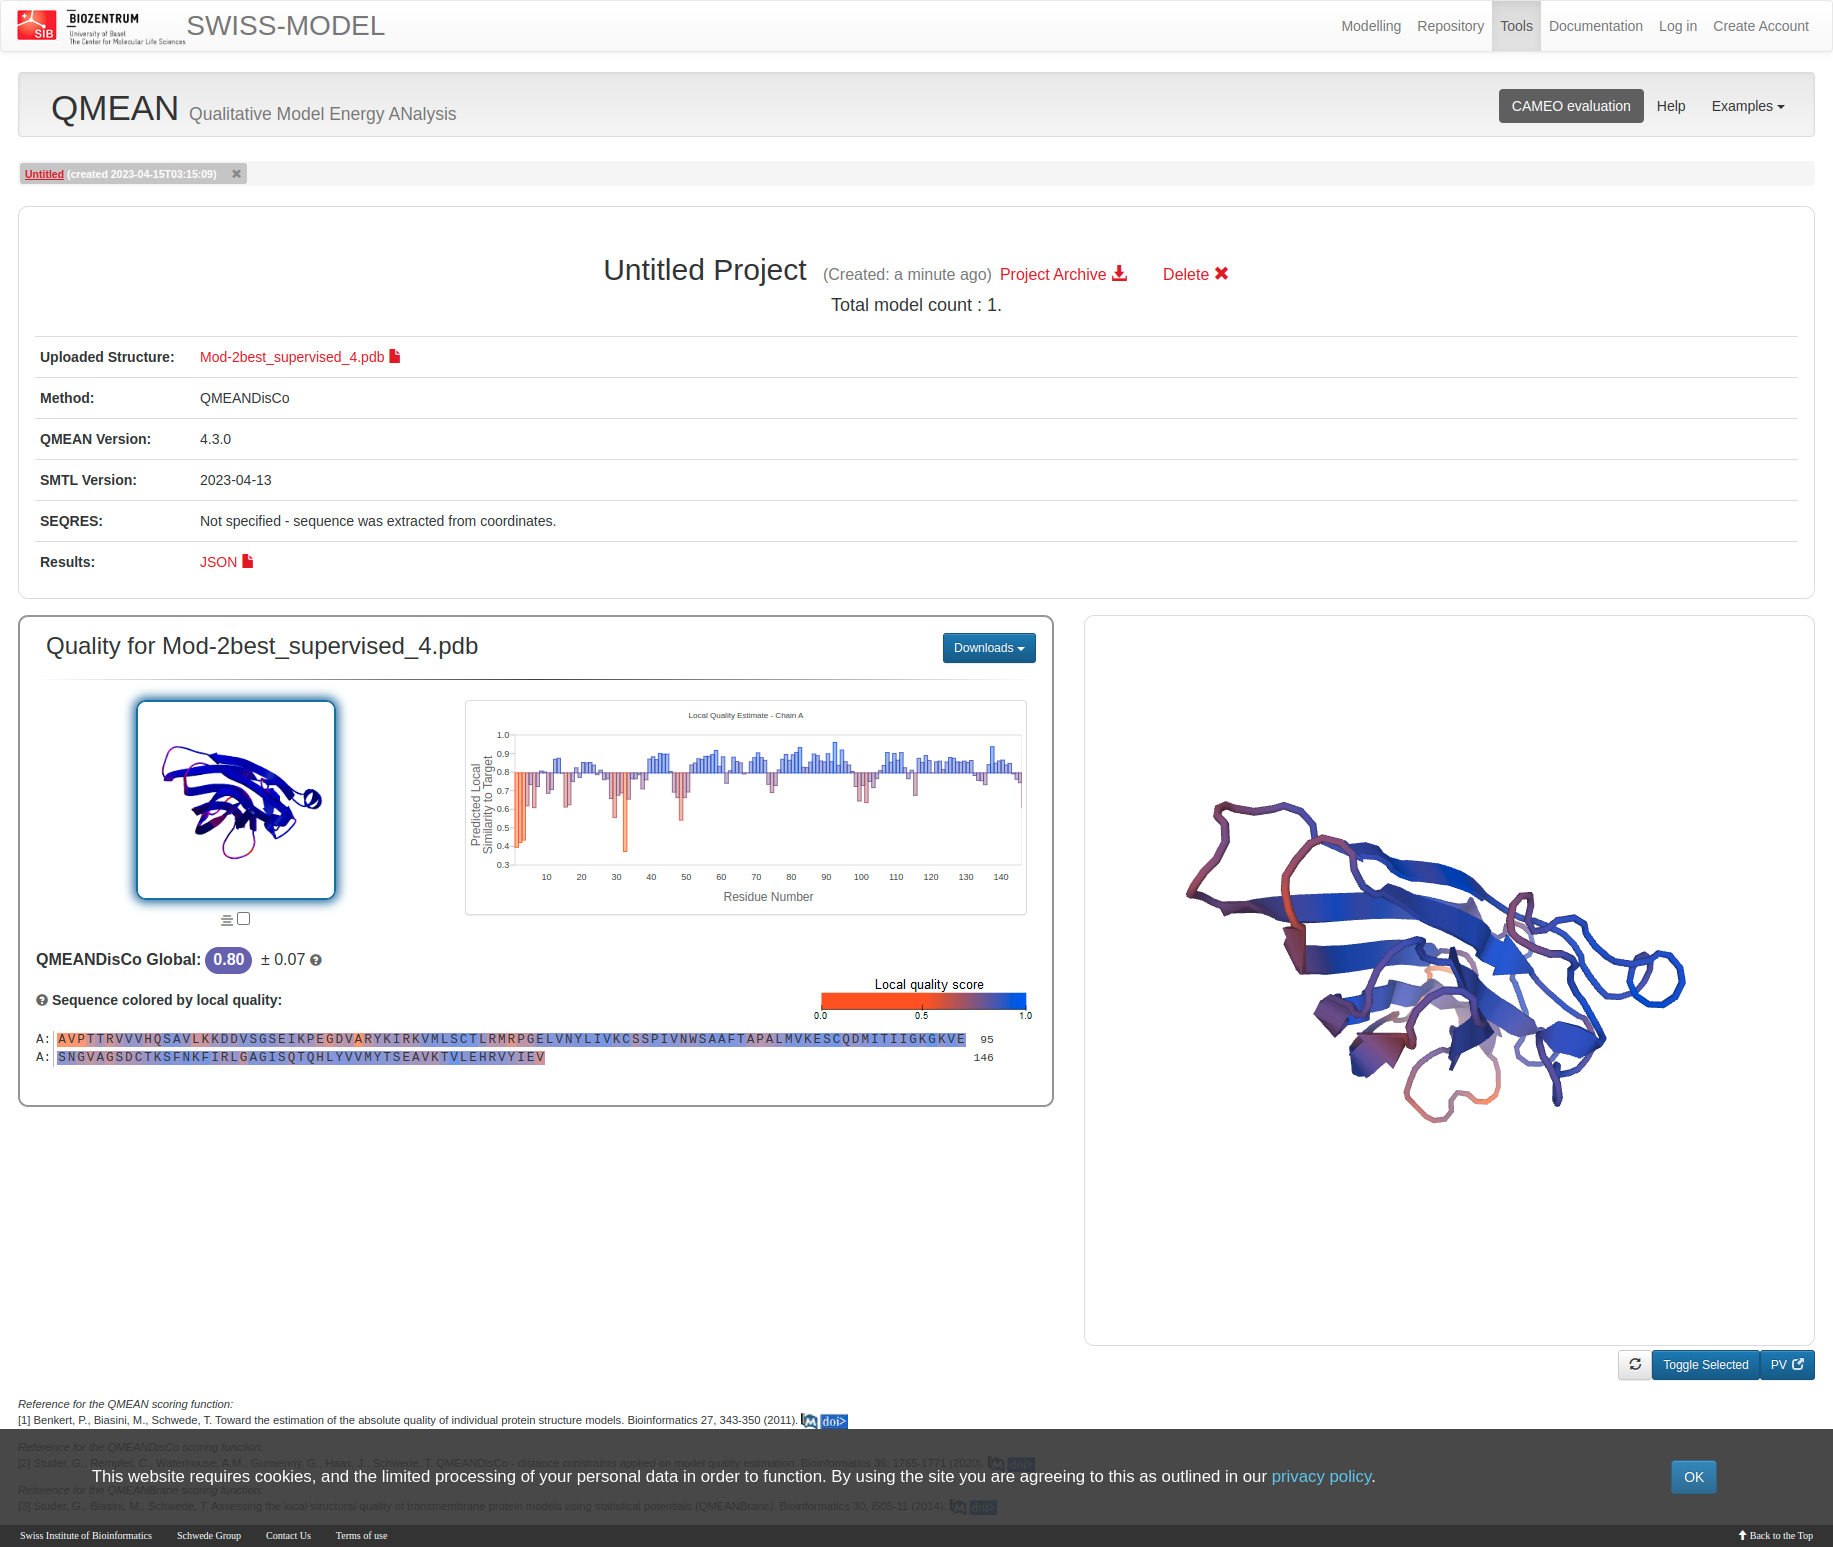 SIB
BIOZENTRUM
University of Basel
The Center for Molecular Life Sciences
SWISS-MODEL
Modelling
Repository
Tools
Documentation
Log in
Create Account
QMEAN Qualitative Model Energy ANalysis
CAMEO evaluation
Help
Examples
Untitled (created 2023-04-15T03:15:09)
Untitled Project (Created: a minute ago) Project Archive Delete
Total model count : 1.
Uploaded Structure: Mod-2best_supervised_4.pdb
Method: QMEANDisCo
QMEAN Version: 4.3.0
SMTL Version: 2023-04-13
SEQRES: Not specified - sequence was extracted from coordinates.
Results: JSON
Quality for Mod-2best_supervised_4.pdb
Downloads
Local Quality Estimate - Chain A
Predicted Local
Similarity to Target
1.0
0.9
0.8
0.7
0.6
0.5
0.4
0.3
10 20 30 40 50 60 70 80 90 100 110 120 130 140
Residue Number
QMEANDisCo Global: 0.80 ± 0.07
Sequence colored by local quality:
Local quality score
0.0 0.5 1.0
A: AVPTTRVVVHQSAVLKKDDVSGSEIKPEGDVARYKIRKVMLSCTLRMRPGELVNYLIVKCSSPIVNWSAAFTAPALMVKESCQDMITIIGKGKVE 95
A: SNGVAGSDCTKSFNKFIRLGAGISQTQHLYVVMYTSEAVKTVLEHRVYIEV 146
Toggle Selected
PV
Reference for the QMEAN scoring function:
[1] Benkert, P., Biasini, M., Schwede, T. Toward the estimation of the absolute quality of individual protein structure models. Bioinformatics 27, 343-350 (2011). M doi>
Reference for the QMEANDisCo scoring function:
[2] Studer, G., Rempfer, C., Waterhouse, A.M., Gumienny, G., Haas, J., Schwede, T. QMEANDisCo - distance constraints applied on model quality estimation. Bioinformatics 36, 1765-1771 (2020). M doi>
This website requires cookies, and the limited processing of your personal data in order to function. By using the site you are agreeing to this as outlined in our privacy policy.
OK
Reference for the QMEANBrane scoring function:
[3] Studer, G., Biasini, M., Schwede, T. Assessing the local structural quality of transmembrane protein models using statistical potentials (QMEANBrane). Bioinformatics 30, i505-11 (2014). M doi>
Swiss Institute of Bioinformatics
Schwede Group
Contact Us
Terms of use
Back to the Top